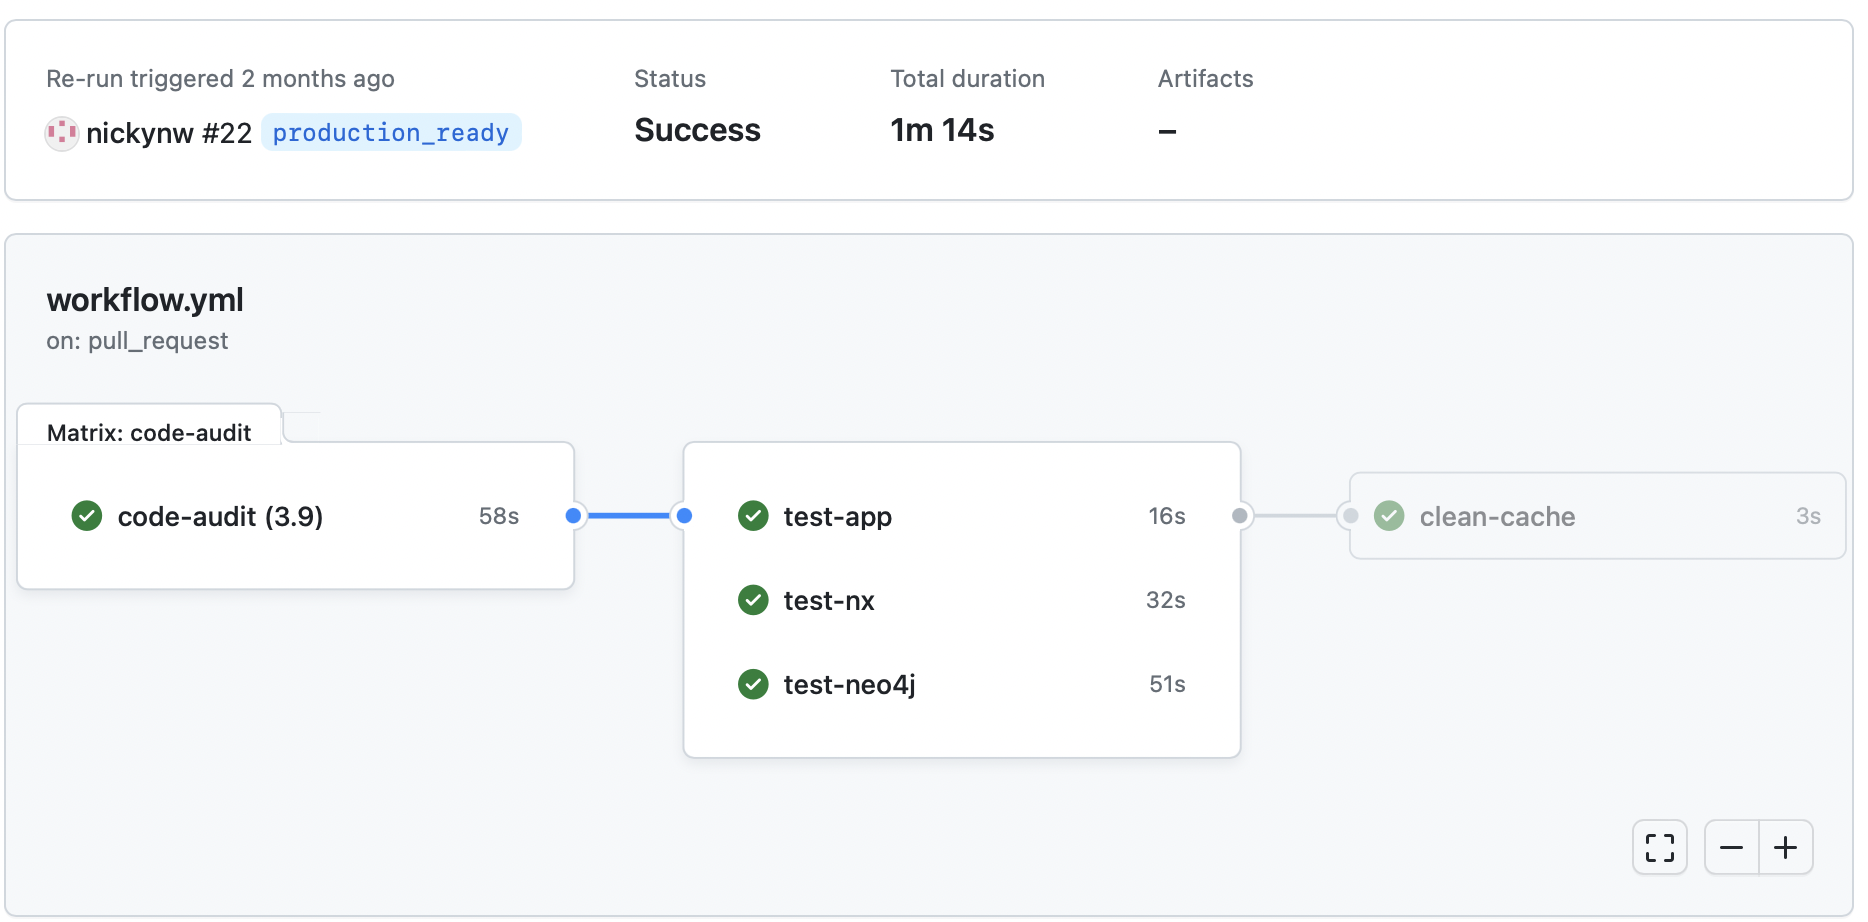 Re-run triggered 2 months ago
nickynw #22 production_ready
Status
Success
Total duration
1m 14s
Artifacts
–
workflow.yml
on: pull_request
Matrix: code-audit
code-audit (3.9) 58s
test-app 16s
test-nx 32s
test-neo4j 51s
clean-cache 3s